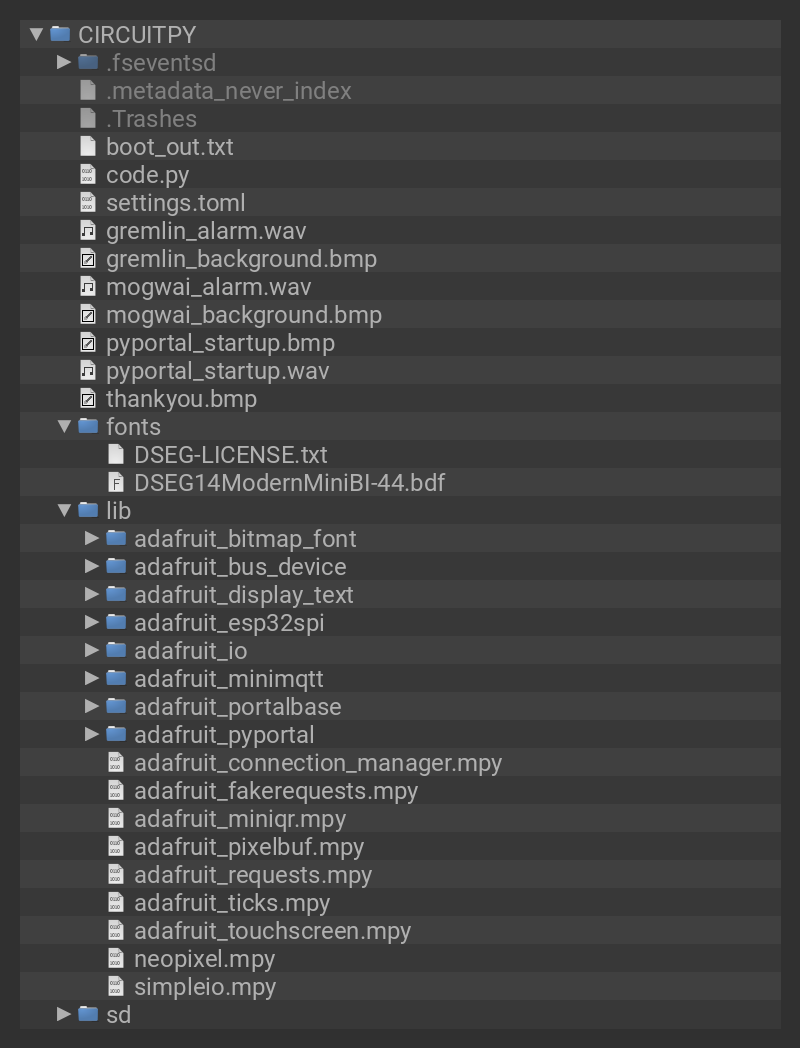 CIRCUITPY
.fseventsd
.metadata_never_index
.Trashes
boot_out.txt
code.py
settings.toml
gremlin_alarm.wav
gremlin_background.bmp
mogwai_alarm.wav
mogwai_background.bmp
pyportal_startup.bmp
pyportal_startup.wav
thankyou.bmp
fonts
DSEG-LICENSE.txt
DSEG14ModernMiniBI-44.bdf
lib
adafruit_bitmap_font
adafruit_bus_device
adafruit_display_text
adafruit_esp32spi
adafruit_io
adafruit_minimqtt
adafruit_portalbase
adafruit_pyportal
adafruit_connection_manager.mpy
adafruit_fakerequests.mpy
adafruit_miniqr.mpy
adafruit_pixelbuf.mpy
adafruit_requests.mpy
adafruit_ticks.mpy
adafruit_touchscreen.mpy
neopixel.mpy
simpleio.mpy
sd